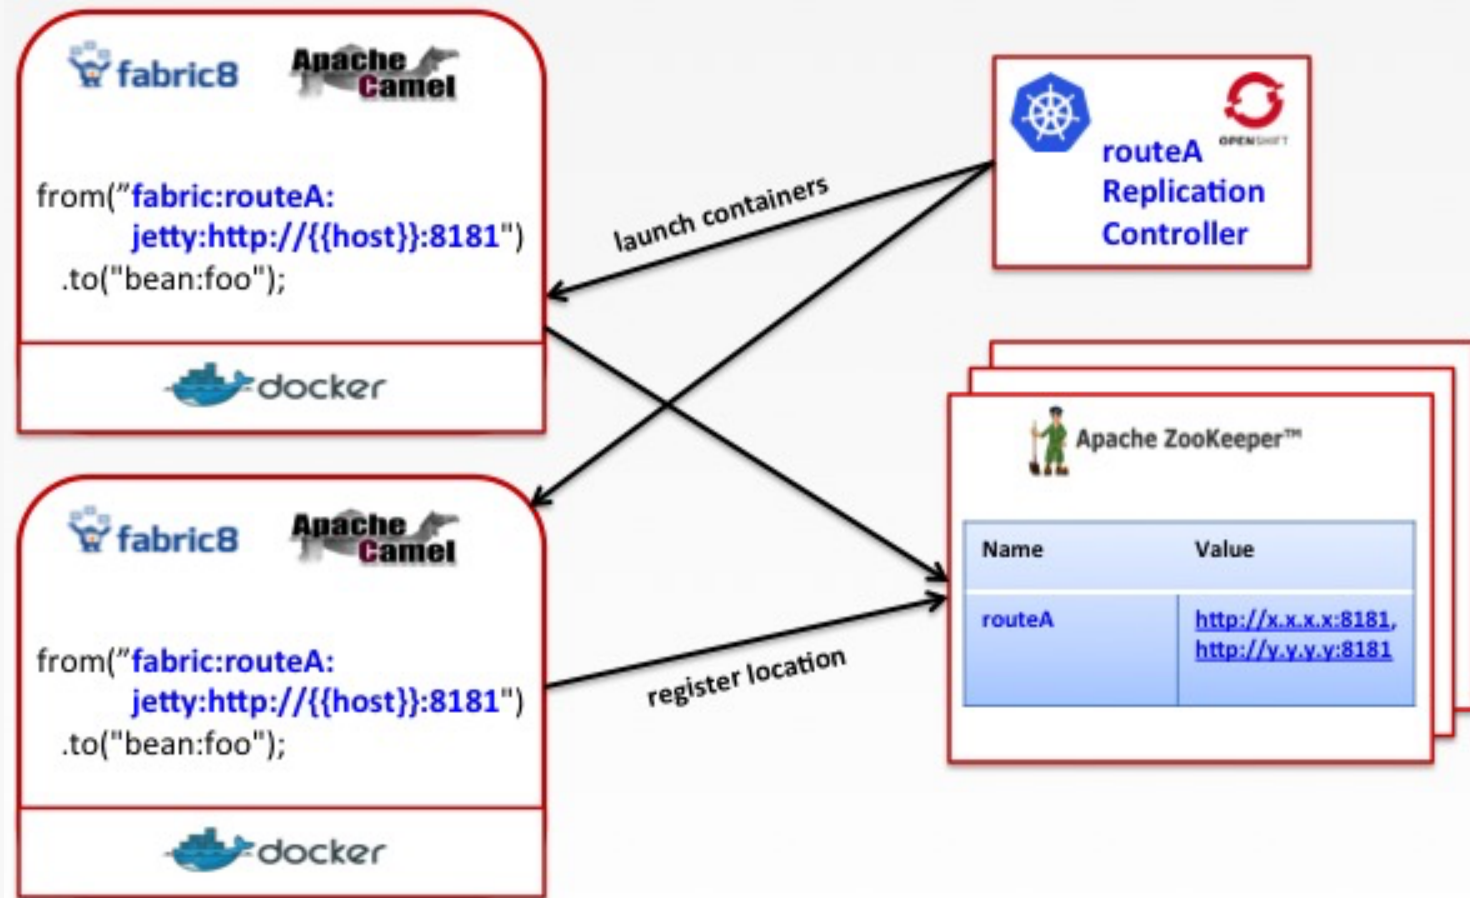 fabric8
Apache
Camel
from(”fabric:routeA:
jetty:http://{{host}}:8181")
.to("bean:foo");
docker
launch containers
routeA
Replication
Controller
OPENSHIFT
fabric8
Apache
Camel
from(”fabric:routeA:
jetty:http://{{host}}:8181")
.to("bean:foo");
docker
register location
Apache ZooKeeper™
Name Value
routeA http://x.x.x.x:8181,
http://y.y.y.y:8181